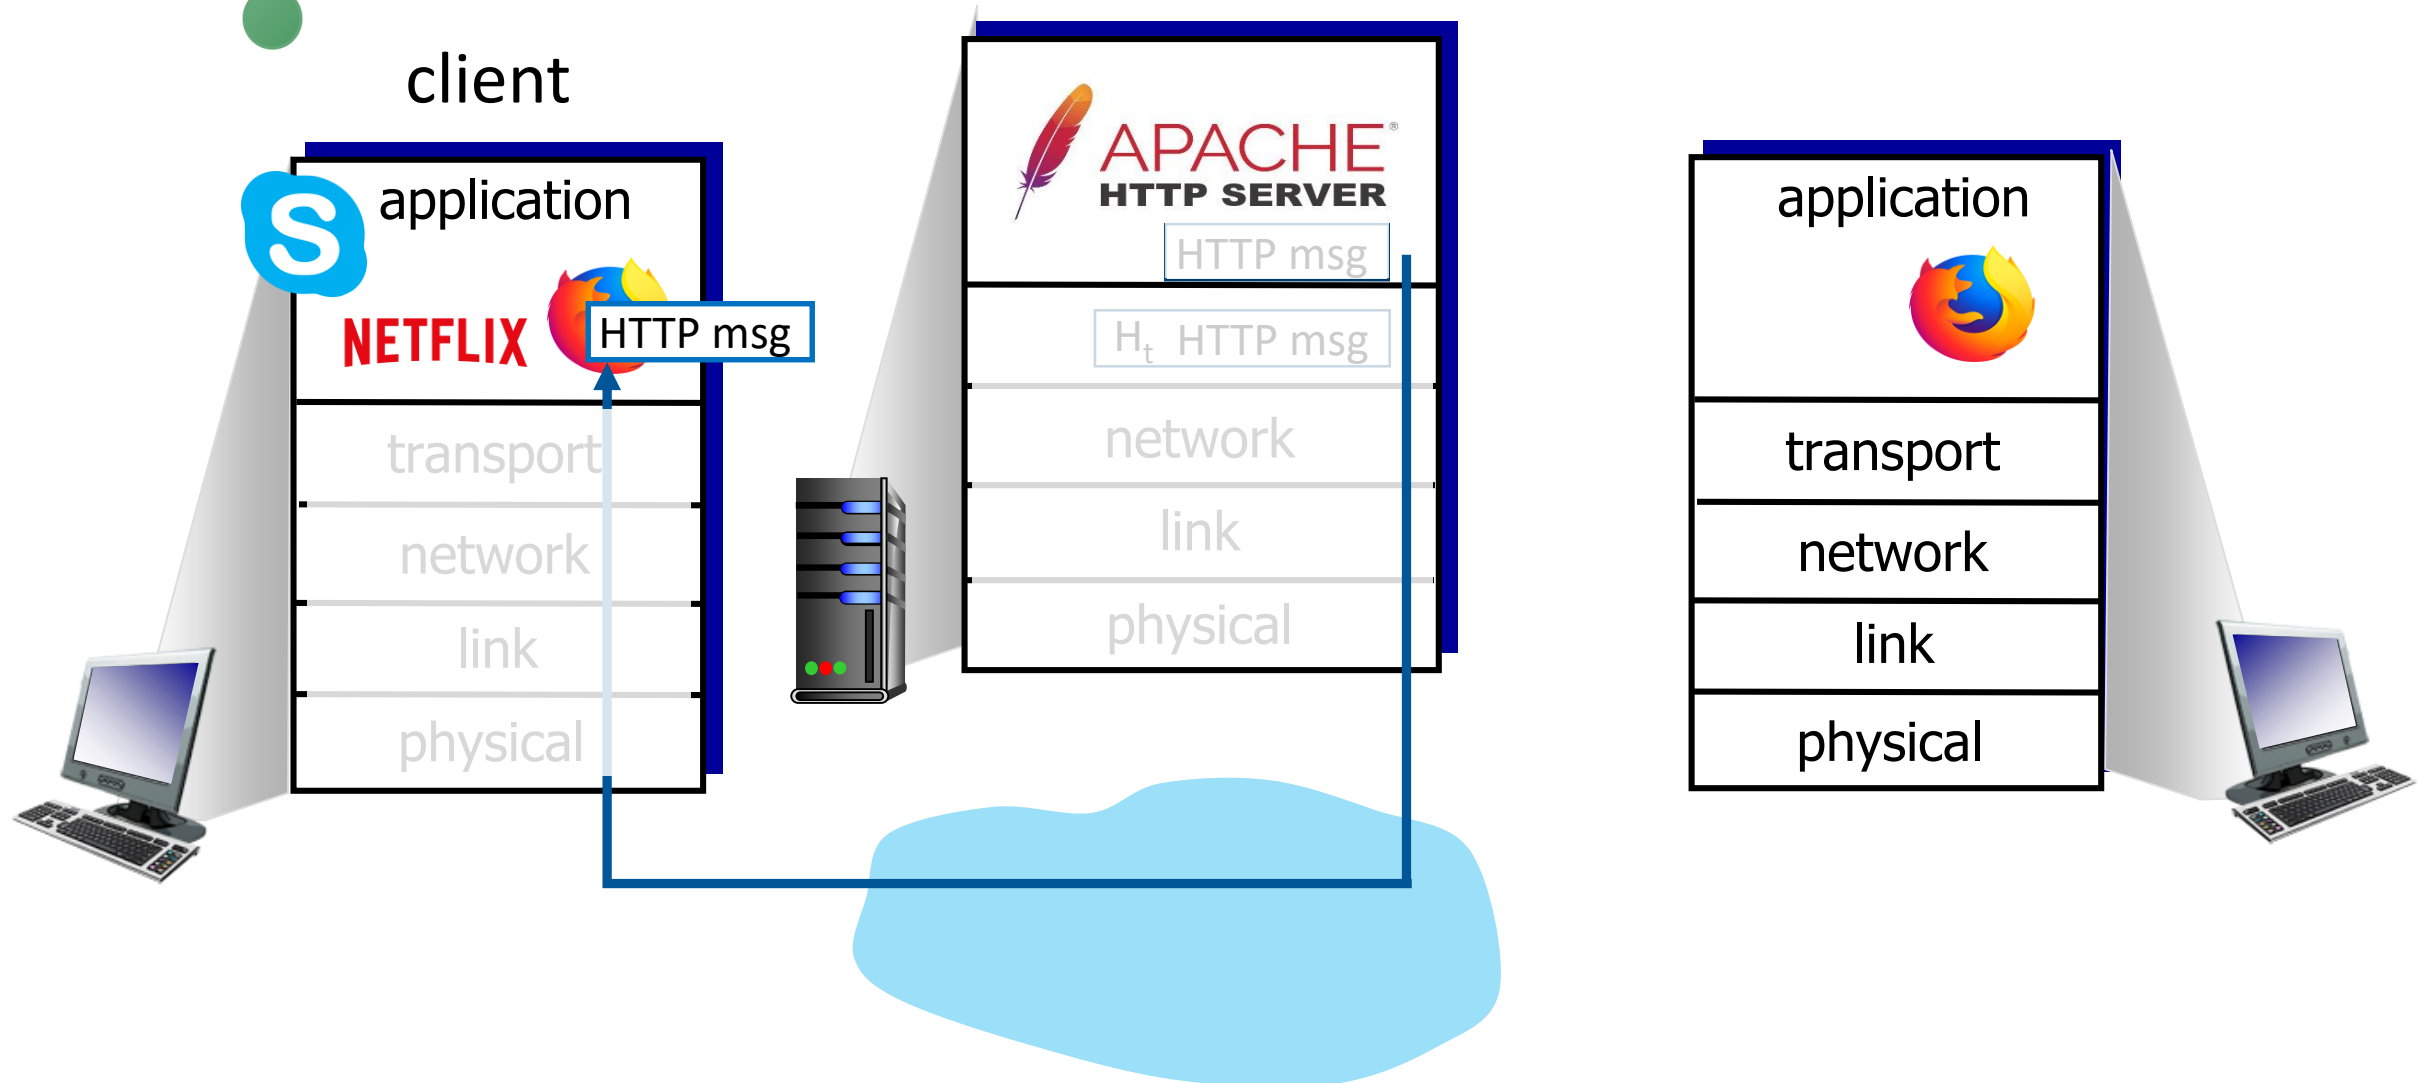 client
application
S
NETFLIX
HTTP msg
transport
network
link
physical
APACHE®
HTTP SERVER
HTTP msg
Ht HTTP msg
network
link
physical
application
transport
network
link
physical